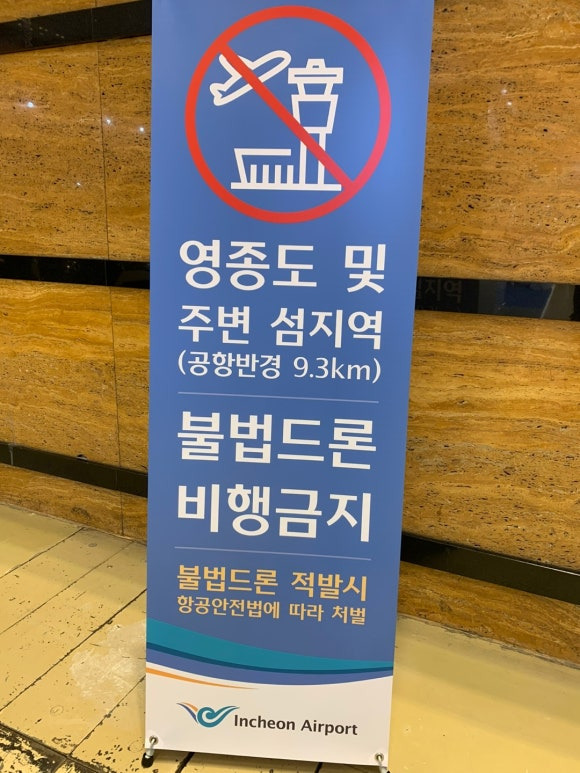 영종도 및
주변 섬지역
(공항반경 9.3km)
불법드론
비행금지
불법드론 적발시
항공안전법에 따라 처벌
Incheon Airport